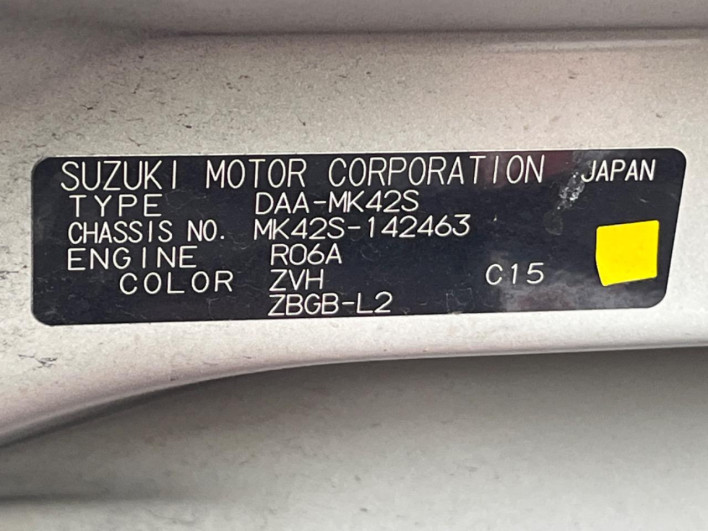 SUZUKI MOTOR CORPORATION JAPAN
TYPE DAA-MK42S
CHASSIS NO. MK42S-142463
ENGINE R06A
COLOR ZVH C15
ZBGB-L2